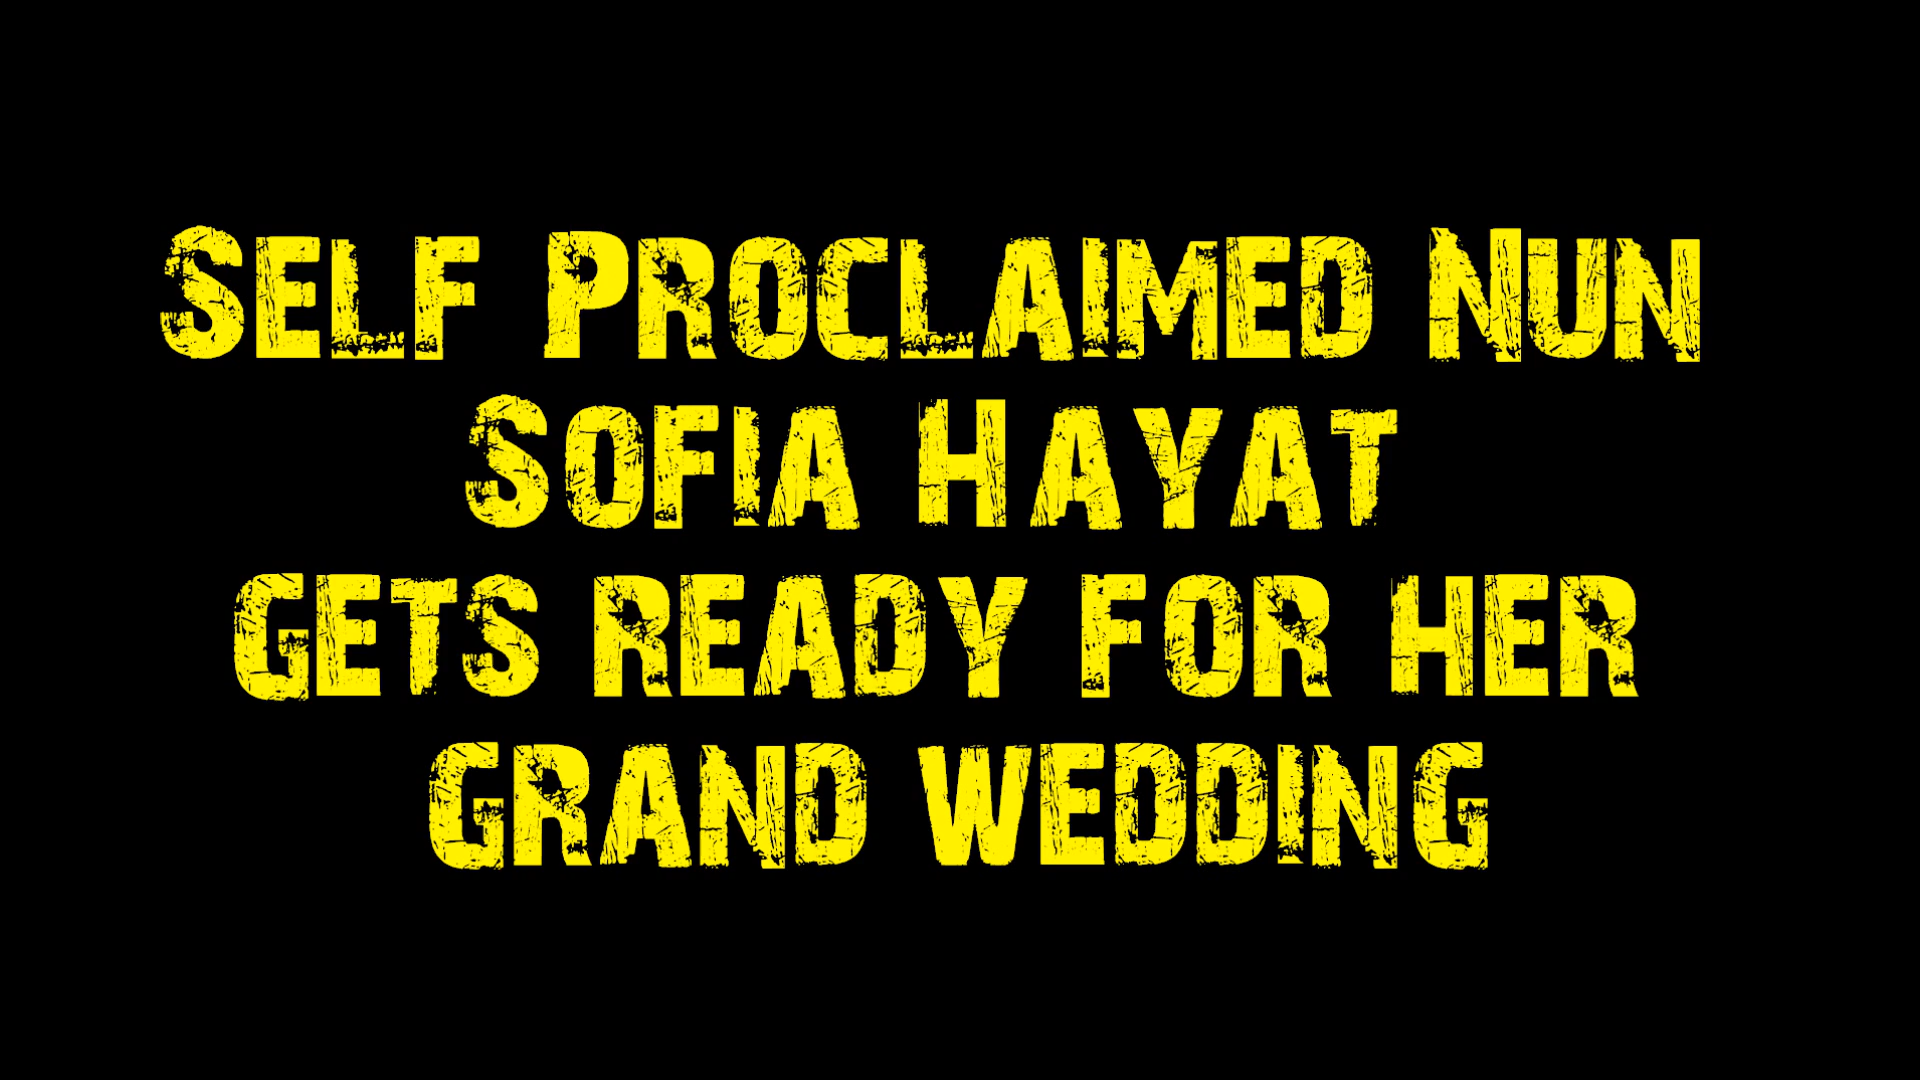 Self Proclaimed Nun
Sofia Hayat
Gets ready for her
Grand wedding